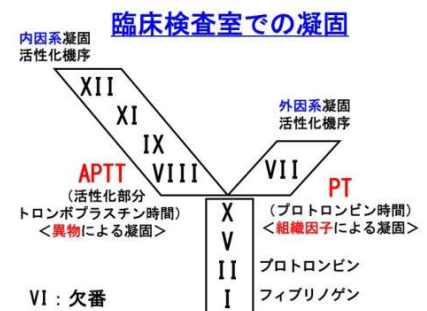 臨床検査室での凝固
内因系凝固
活性化機序
XII
XI
IX
VIII
APTT
(活性化部分
トロンボプラスチン時間)
<異物による凝固>
外因系凝固
活性化機序
VII
PT
(プロトロンビン時間)
<組織因子による凝固>
X
V
II プロトロンビン
I フィブリノゲン
VI:欠番